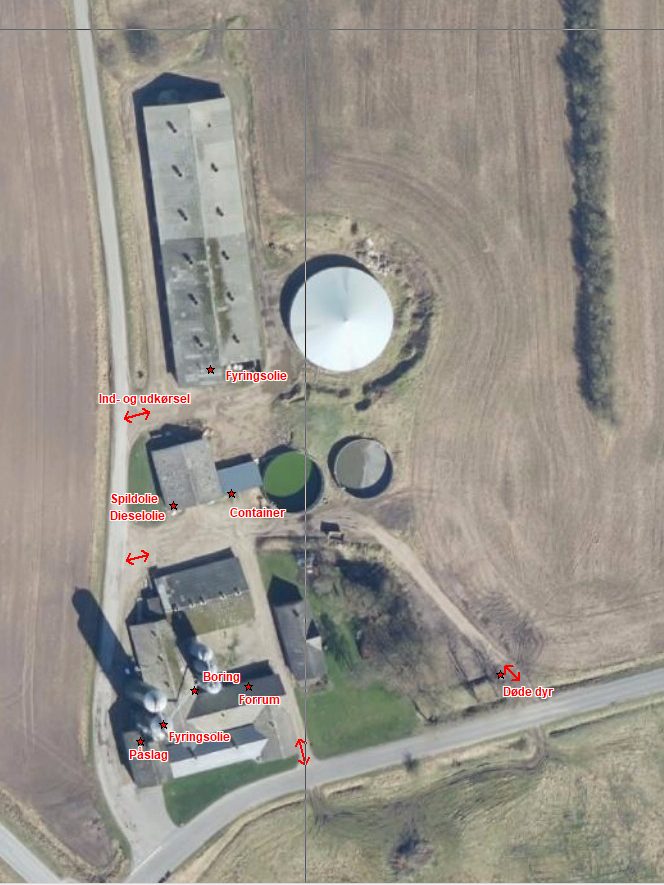 Fyringsolie
Ind- og udkørsel
Spildolie
Dieselolie
Container
Boring
Forrum
Døde dyr
Fyringsolie
Påslag